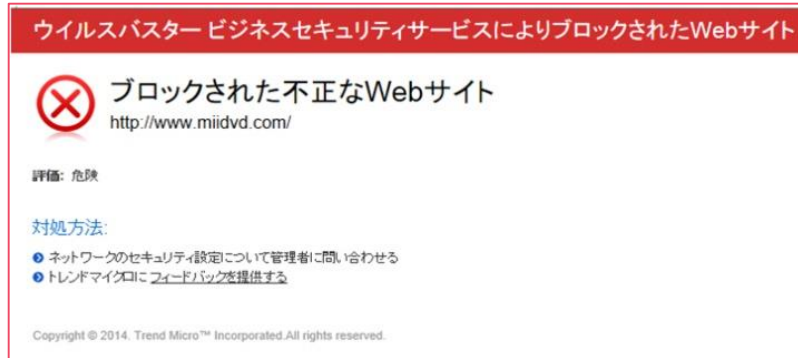 ウイルスバスター ビジネスセキュリティサービスによりブロックされたWebサイト
ブロックされた不正なWebサイト
http://www.miidvd.com/
評価: 危険
対処方法:
ネットワークのセキュリティ設定について管理者に問い合わせる
トレンドマイクロに フィードバックを提供する
Copyright © 2014. Trend Micro™ Incorporated.All rights reserved.